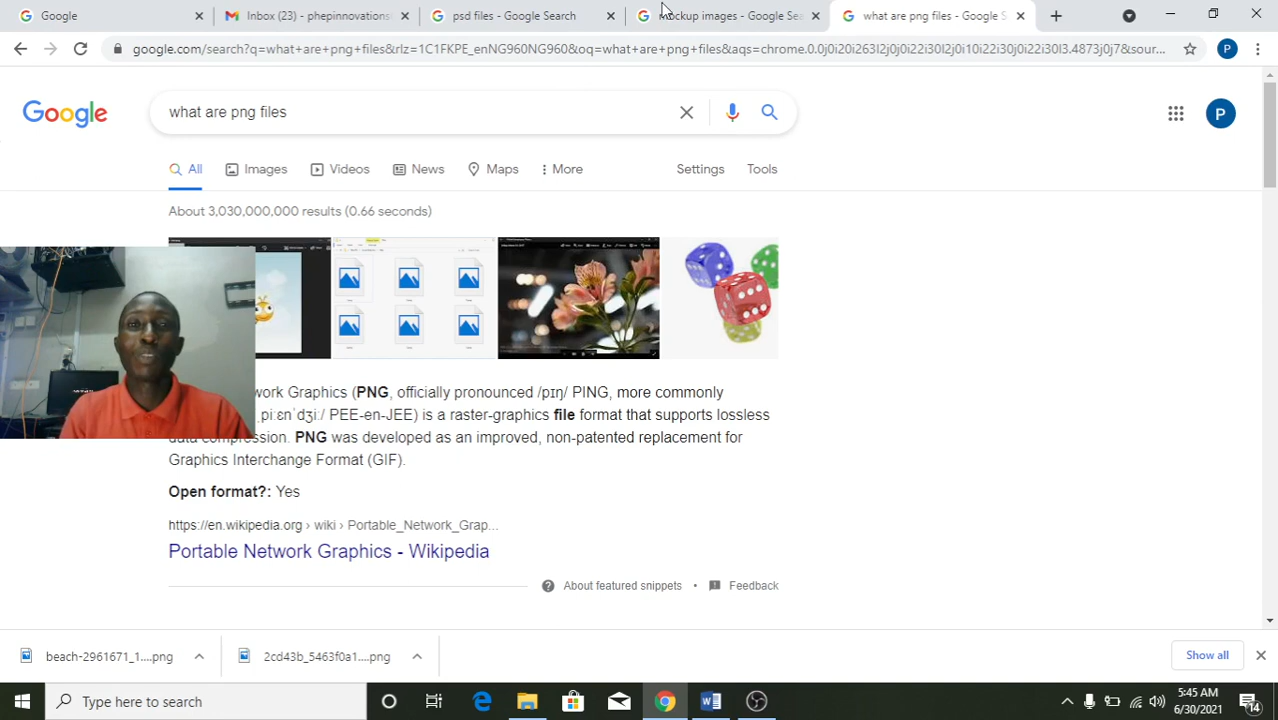 Google
Inbox (23) - phepinnovations
psd files - Google Search
Mockup images - Google Sea
what are png files - Google S
google.com/search?q=what+are+png+files&rlz=1C1FKPE_enNG960NG960&oq=what+are+png+files&aqs=chrome.0.0j0i20i263l2j0j0i22i30l2j0i10i22i30j0i22i30l3.4873j0j7&sour...
P
Google
what are png files
P
All
Images
Videos
News
Maps
More
Settings
Tools
About 3,030,000,000 results (0.66 seconds)
work Graphics (PNG, officially pronounced /pɪŋ/ PING, more commonly
piːɛnˈdʒiː/ PEE-en-JEE) is a raster-graphics file format that supports lossless
data compression. PNG was developed as an improved, non-patented replacement for
Graphics Interchange Format (GIF).
Open format?: Yes
https://en.wikipedia.org › wiki › Portable_Network_Grap...
Portable Network Graphics - Wikipedia
About featured snippets
Feedback
beach-2961671_1....png
2cd43b_5463f0a1....png
Show all
Type here to search
5:45 AM
6/30/2021
14